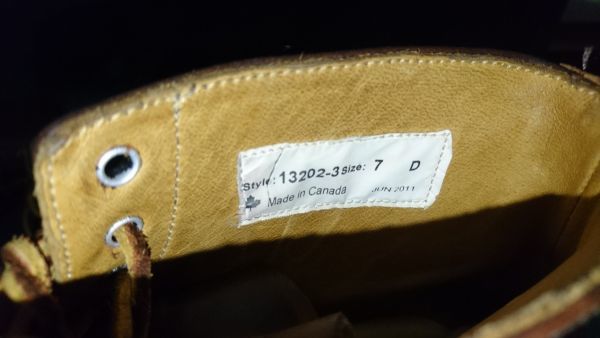 Style: 13202-3 Size: 7 D
Made in Canada JUN 2011